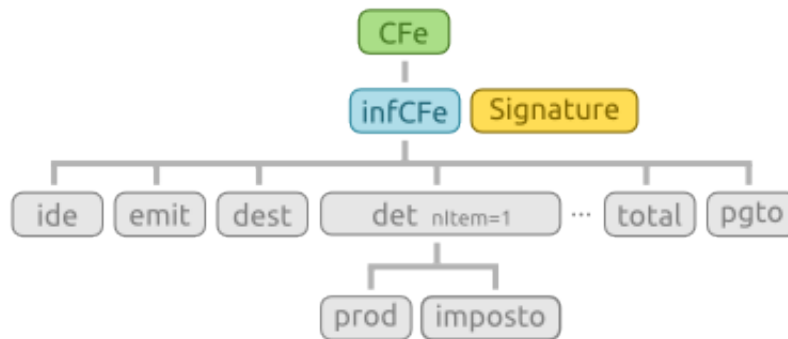 CFe
infCFe Signature
ide emit dest det nItem=1 ... total pgto
prod imposto